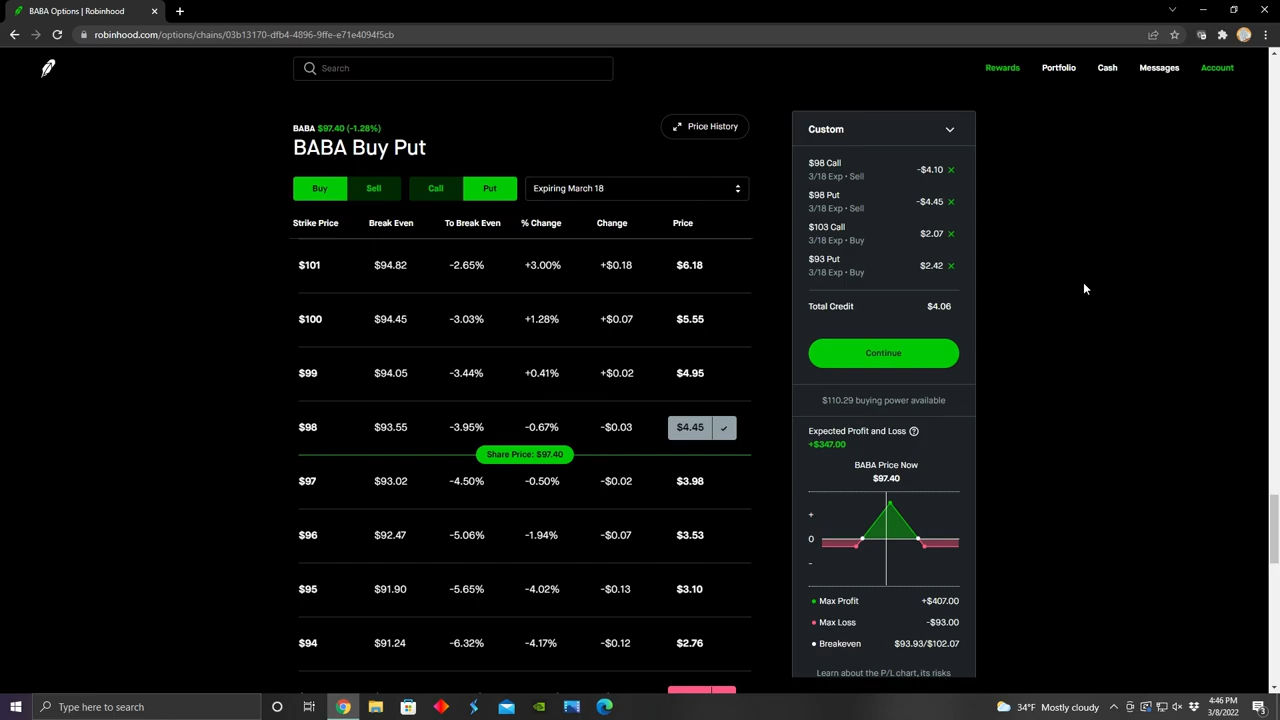 BABA Options | Robinhood
robinhood.com/options/chains/03b13170-dfb4-4896-9ffe-e71e4094f5cb
Search
Rewards Portfolio Cash Messages Account
BABA $97.40 (-1.28%)
BABA Buy Put
Price History
Buy Sell Call Put Expiring March 18
Strike Price Break Even To Break Even % Change Change Price
$101 $94.82 -2.65% +3.00% +$0.18 $6.18
$100 $94.45 -3.03% +1.28% +$0.07 $5.55
$99 $94.05 -3.44% +0.41% +$0.02 $4.95
$98 $93.55 -3.95% -0.67% -$0.03 $4.45
Share Price: $97.40
$97 $93.02 -4.50% -0.50% -$0.02 $3.98
$96 $92.47 -5.06% -1.94% -$0.07 $3.53
$95 $91.90 -5.65% -4.02% -$0.13 $3.10
$94 $91.24 -6.32% -4.17% -$0.12 $2.76
Custom
$98 Call
3/18 Exp • Sell
-$4.10
$98 Put
3/18 Exp • Sell
-$4.45
$103 Call
3/18 Exp • Buy
$2.07
$93 Put
3/18 Exp • Buy
$2.42
Total Credit $4.06
Continue
$110.29 buying power available
Expected Profit and Loss
+$347.00
BABA Price Now
$97.40
+
0
-
Max Profit +$407.00
Max Loss -$93.00
Breakeven $93.93/$102.07
Learn about the P/L chart, its risks
Type here to search
34°F Mostly cloudy
4:46 PM
3/8/2022